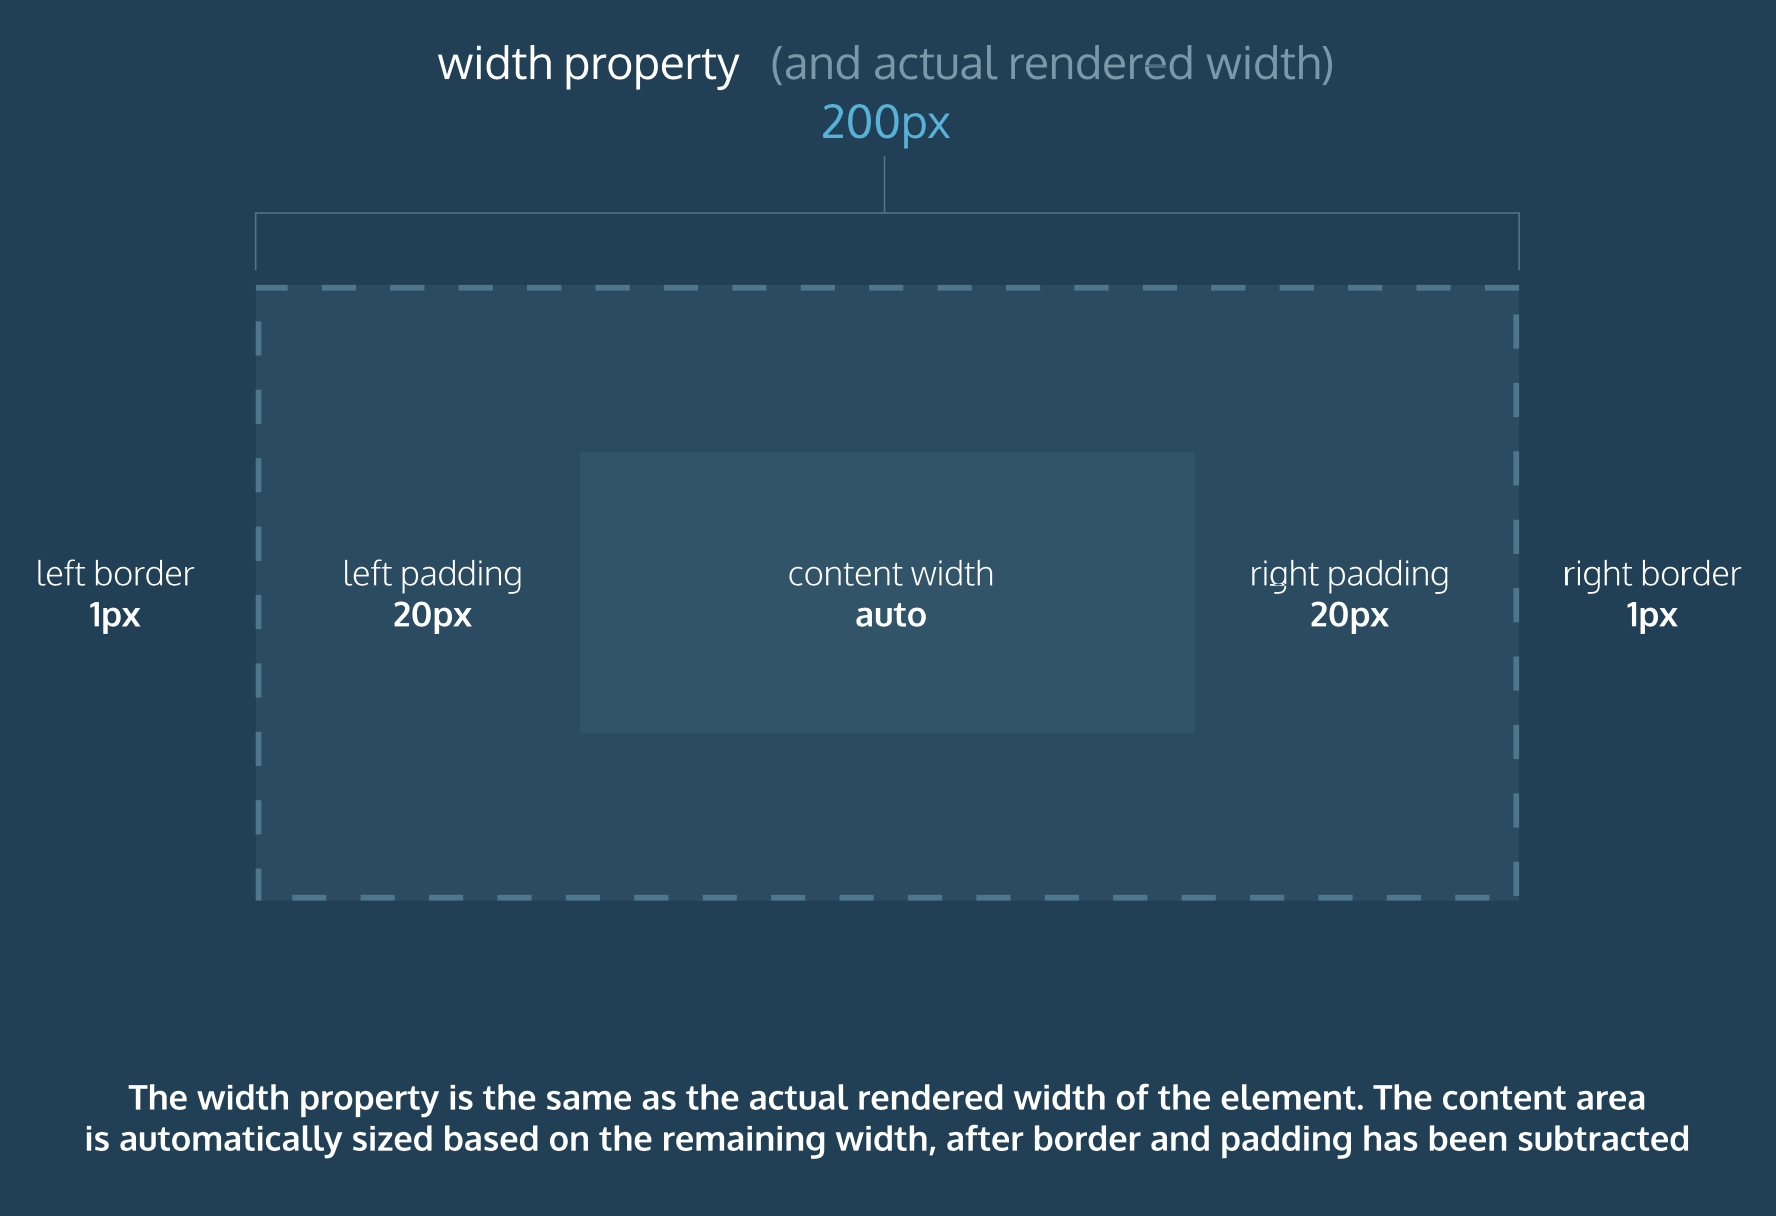 width property (and actual rendered width)
200px
left border
1px
left padding
20px
content width
auto
right padding
20px
right border
1px
The width property is the same as the actual rendered width of the element. The content area
is automatically sized based on the remaining width, after border and padding has been subtracted